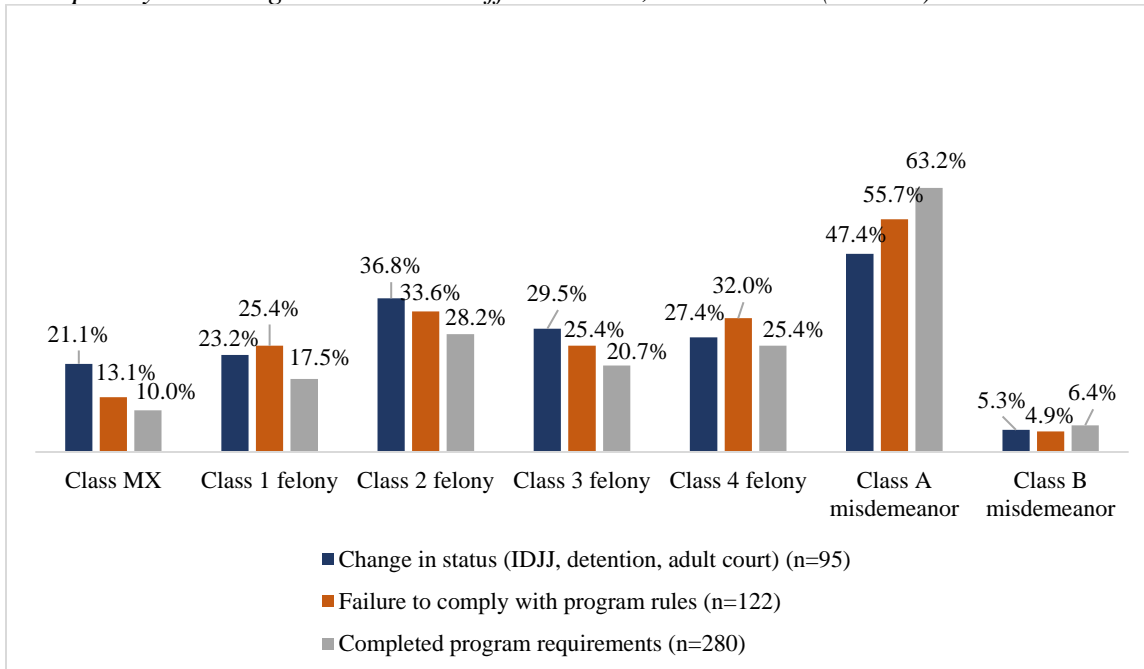 21.1%
13.1%
10.0%
23.2%
25.4%
17.5%
36.8%
33.6%
28.2%
29.5%
25.4%
20.7%
27.4%
32.0%
25.4%
47.4%
55.7%
63.2%
5.3%
4.9%
6.4%
Class MX
Class 1 felony
Class 2 felony
Class 3 felony
Class 4 felony
Class A
misdemeanor
Class B
misdemeanor
Change in status (IDJJ, detention, adult court) (n=95)
Failure to comply with program rules (n=122)
Completed program requirements (n=280)